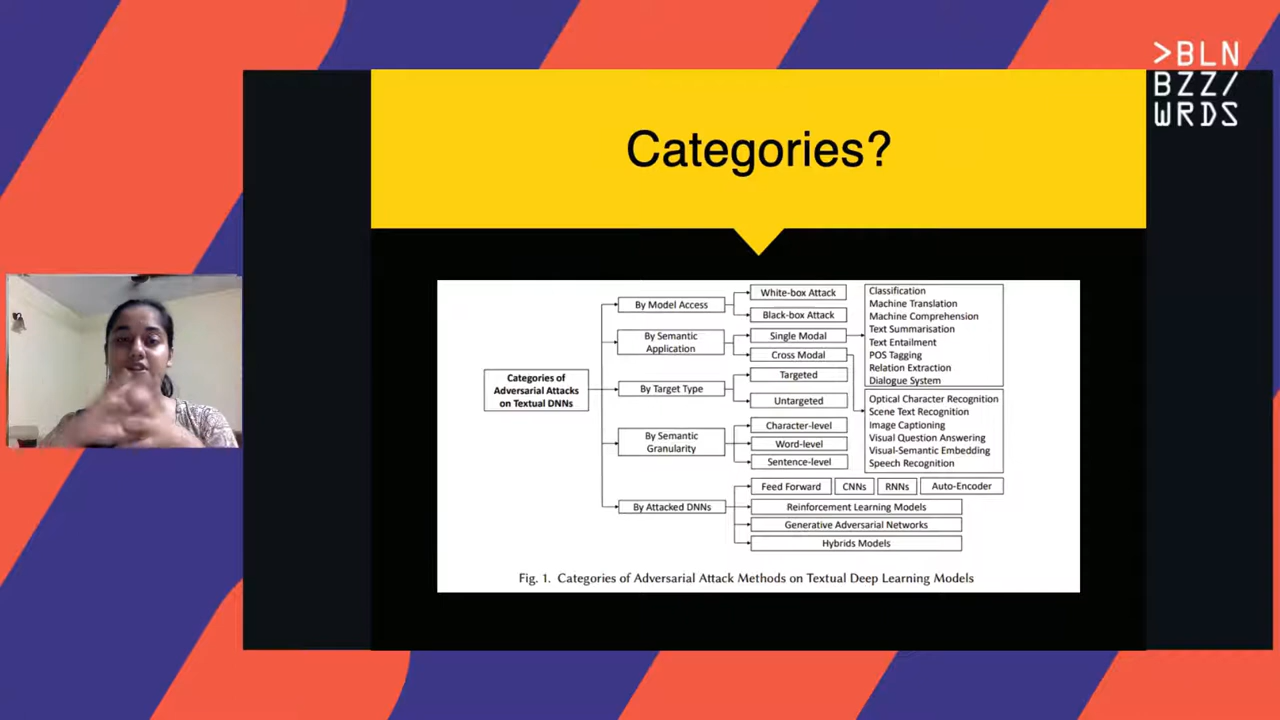 >BLN
BZZ/
WRDS
Categories?
Categories of
Adversarial Attacks
on Textual DNNs
By Model Access
White-box Attack
Black-box Attack
By Semantic
Application
Single Modal
Cross Modal
Classification
Machine Translation
Machine Comprehension
Text Summarisation
Text Entailment
POS Tagging
Relation Extraction
Dialogue System
Optical Character Recognition
Scene Text Recognition
Image Captioning
Visual Question Answering
Visual-Semantic Embedding
Speech Recognition
By Target Type
Targeted
Untargeted
By Semantic
Granularity
Character-level
Word-level
Sentence-level
By Attacked DNNs
Feed Forward
CNNs
RNNs
Auto-Encoder
Reinforcement Learning Models
Generative Adversarial Networks
Hybrids Models
Fig. 1. Categories of Adversarial Attack Methods on Textual Deep Learning Models